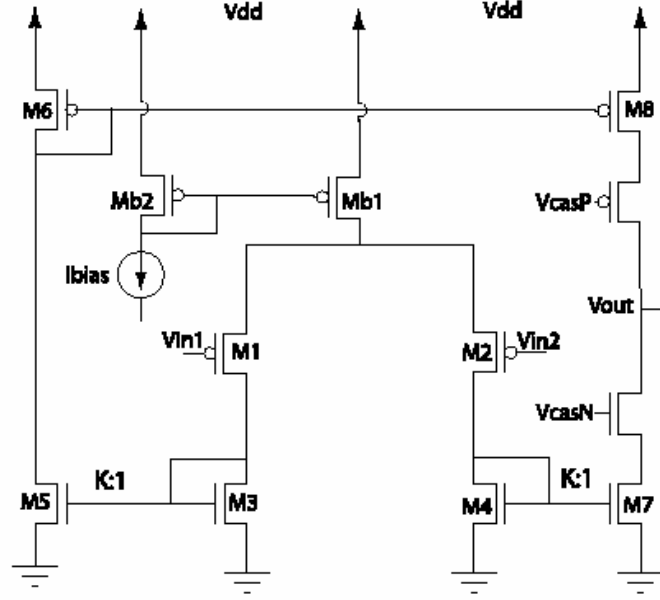 Vdd Vdd
M6 M8
Mb2 Mb1 VcasP
Ibias
Vout
Vin1 M1 M2 Vin2
VcasN
K:1 K:1
M5 M3 M4 M7